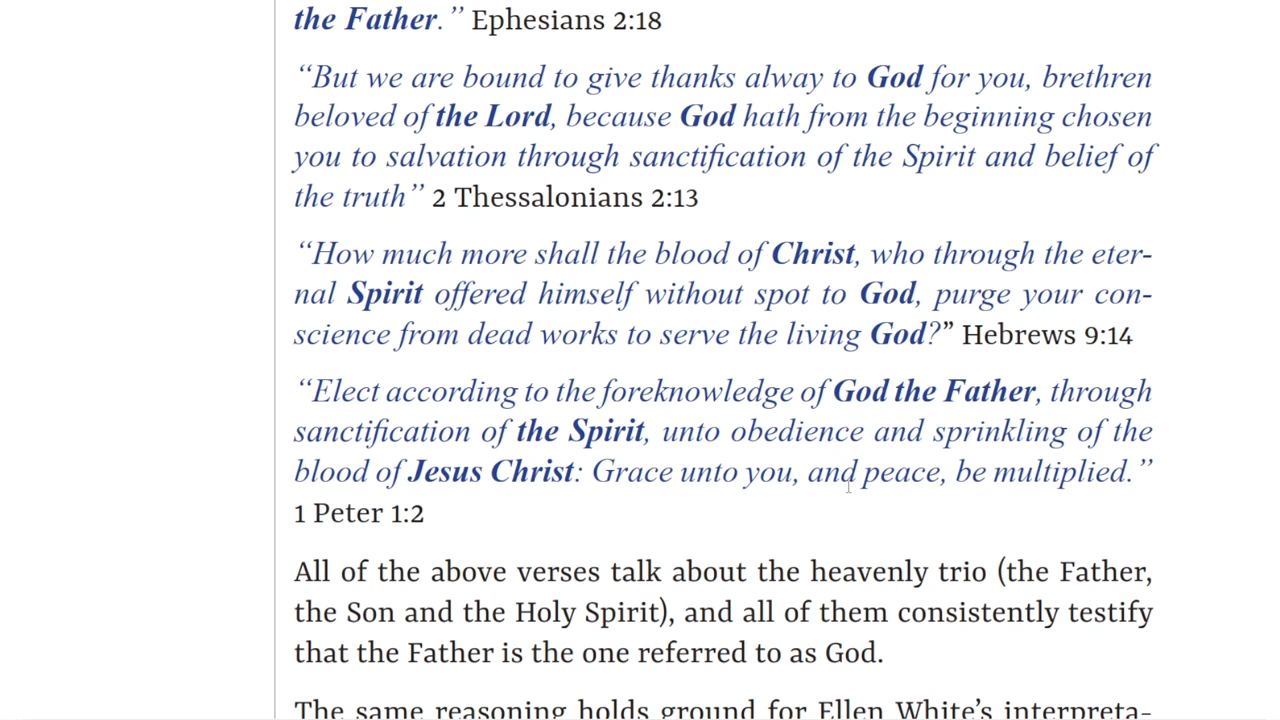 the Father.” Ephesians 2:18
“But we are bound to give thanks alway to God for you, brethren
beloved of the Lord, because God hath from the beginning chosen
you to salvation through sanctification of the Spirit and belief of
the truth” 2 Thessalonians 2:13
“How much more shall the blood of Christ, who through the eter-
nal Spirit offered himself without spot to God, purge your con-
science from dead works to serve the living God?” Hebrews 9:14
“Elect according to the foreknowledge of God the Father, through
sanctification of the Spirit, unto obedience and sprinkling of the
blood of Jesus Christ: Grace unto you, and peace, be multiplied.”
1 Peter 1:2
All of the above verses talk about the heavenly trio (the Father,
the Son and the Holy Spirit), and all of them consistently testify
that the Father is the one referred to as God.
The same reasoning holds ground for Ellen White’s interpreta-